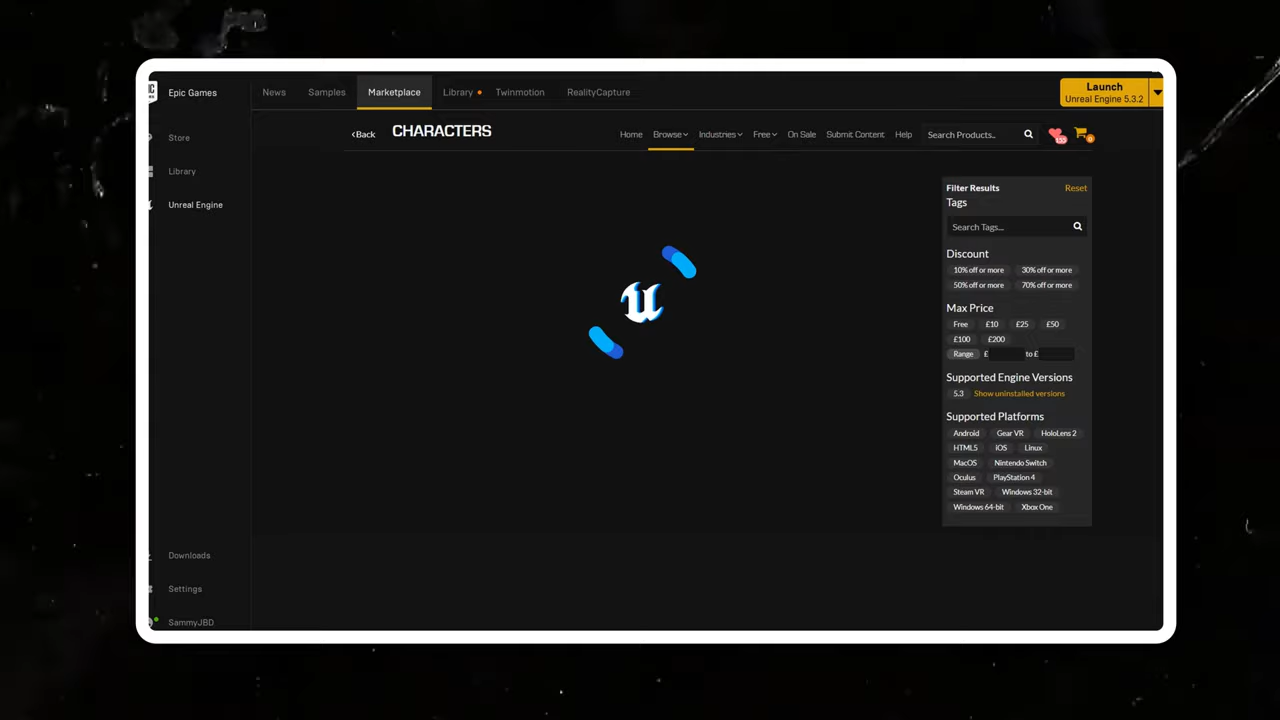 Epic Games
News Samples Marketplace Library Twinmotion RealityCapture
Launch
Unreal Engine 5.3.2
Store
Library
Unreal Engine
Downloads
Settings
SammyJBD
‹Back CHARACTERS
Home Browse Industries Free On Sale Submit Content Help Search Products... 0
Filter Results Reset
Tags
Search Tags...
Discount
10% off or more 30% off or more
50% off or more 70% off or more
Max Price
Free £10 £25 £50
£100 £200
Range £ to £
Supported Engine Versions
5.3 Show uninstalled versions
Supported Platforms
Android Gear VR HoloLens 2
HTML5 iOS Linux
MacOS Nintendo Switch
Oculus PlayStation 4
Steam VR Windows 32-bit
Windows 64-bit Xbox One